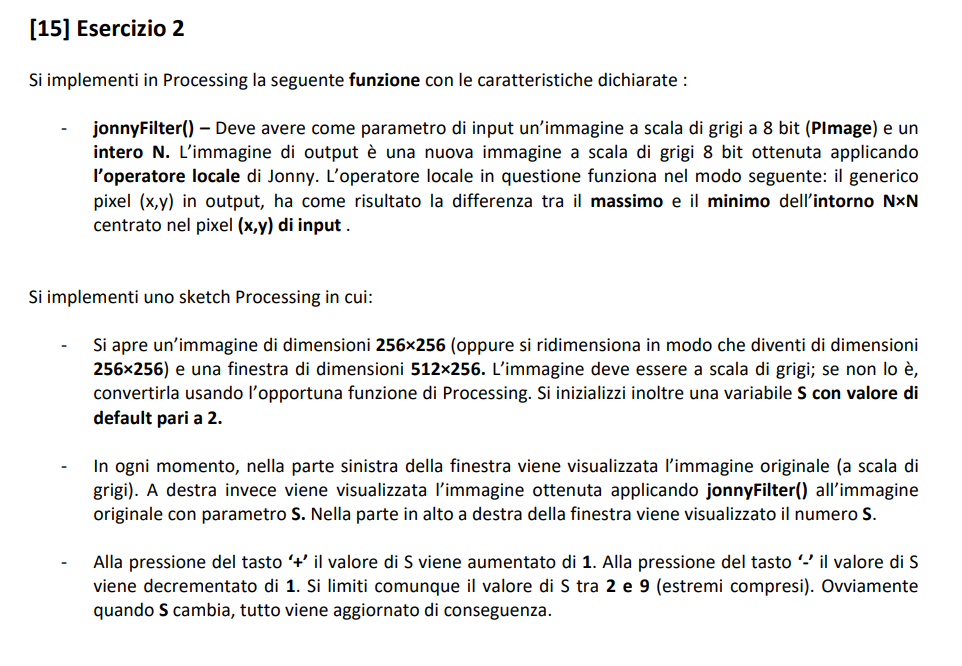 [15] Esercizio 2
Si implementi in Processing la seguente funzione con le caratteristiche dichiarate :
- jonnyFilter() – Deve avere come parametro di input un'immagine a scala di grigi a 8 bit (PImage) e un
intero N. L'immagine di output è una nuova immagine a scala di grigi 8 bit ottenuta applicando
l'operatore locale di Jonny. L'operatore locale in questione funziona nel modo seguente: il generico
pixel (x,y) in output, ha come risultato la differenza tra il massimo e il minimo dell'intorno N×N
centrato nel pixel (x,y) di input .
Si implementi uno sketch Processing in cui:
- Si apre un'immagine di dimensioni 256×256 (oppure si ridimensiona in modo che diventi di dimensioni
256×256) e una finestra di dimensioni 512×256. L'immagine deve essere a scala di grigi; se non lo è,
convertirla usando l'opportuna funzione di Processing. Si inizializzi inoltre una variabile S con valore di
default pari a 2.
- In ogni momento, nella parte sinistra della finestra viene visualizzata l'immagine originale (a scala di
grigi). A destra invece viene visualizzata l'immagine ottenuta applicando jonnyFilter() all'immagine
originale con parametro S. Nella parte in alto a destra della finestra viene visualizzato il numero S.
- Alla pressione del tasto ‘+’ il valore di S viene aumentato di 1. Alla pressione del tasto ‘-’ il valore di S
viene decrementato di 1. Si limiti comunque il valore di S tra 2 e 9 (estremi compresi). Ovviamente
quando S cambia, tutto viene aggiornato di conseguenza.